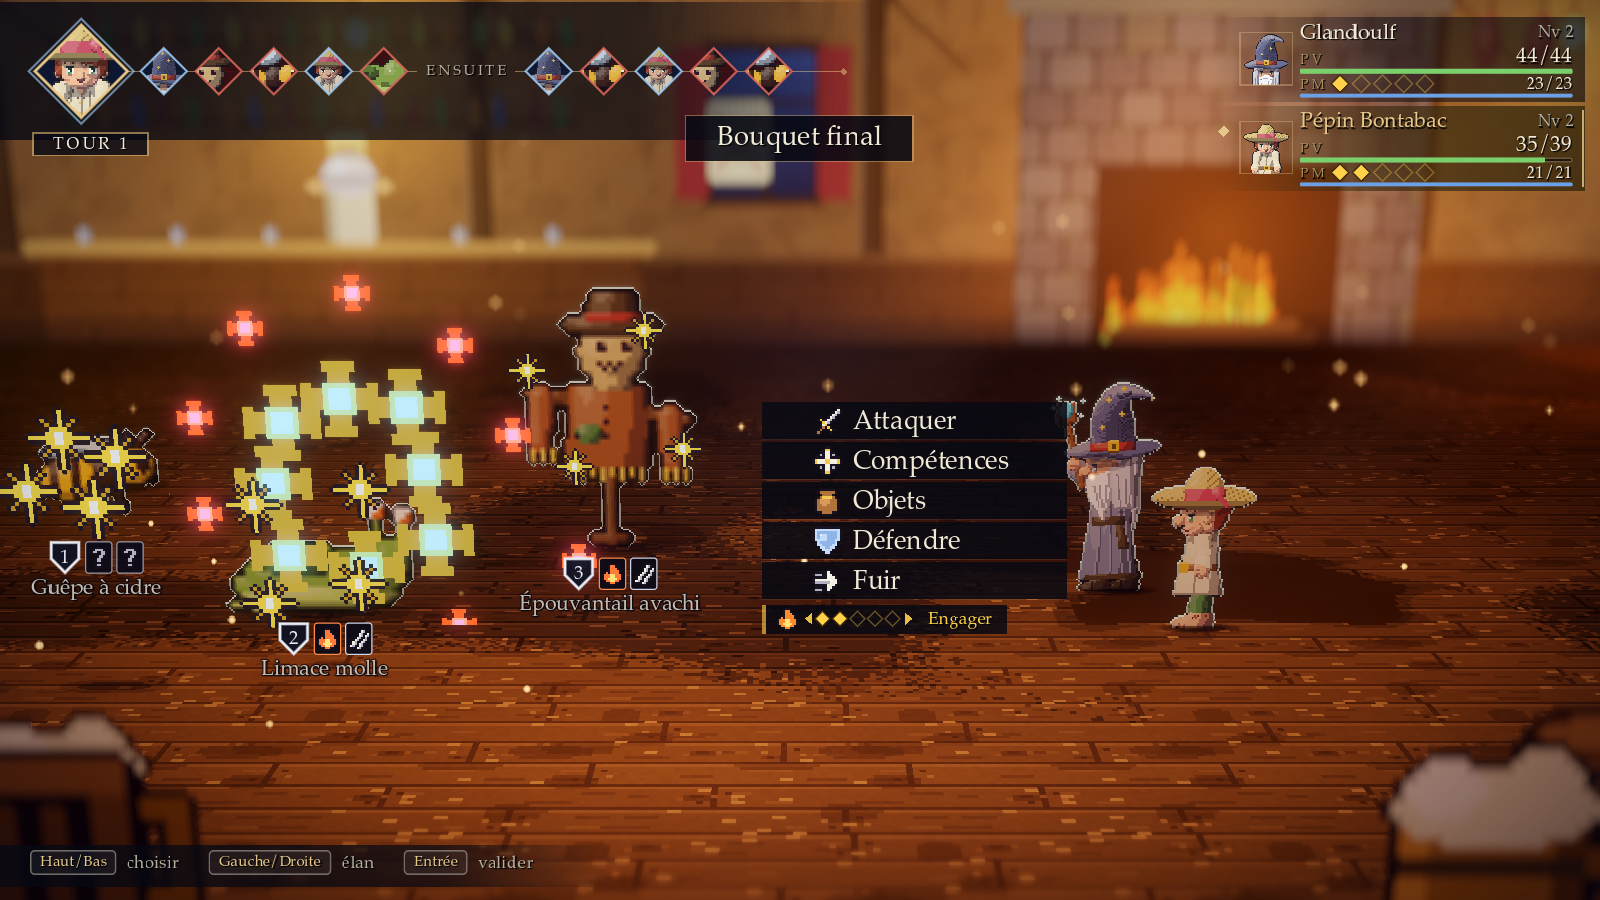 ENSUITE
TOUR 1
Bouquet final
Glandoulf
Nv 2
PV
44/44
PM
23/23
Pépin Bontabac
Nv 2
PV
35/39
PM
21/21
Attaquer
Compétences
Objets
Défendre
Fuir
Engager
1 ? ?
Guêpe à cidre
2
Limace molle
3
Épouvantail avachi
Haut/Bas choisir Gauche/Droite élan Entrée valider